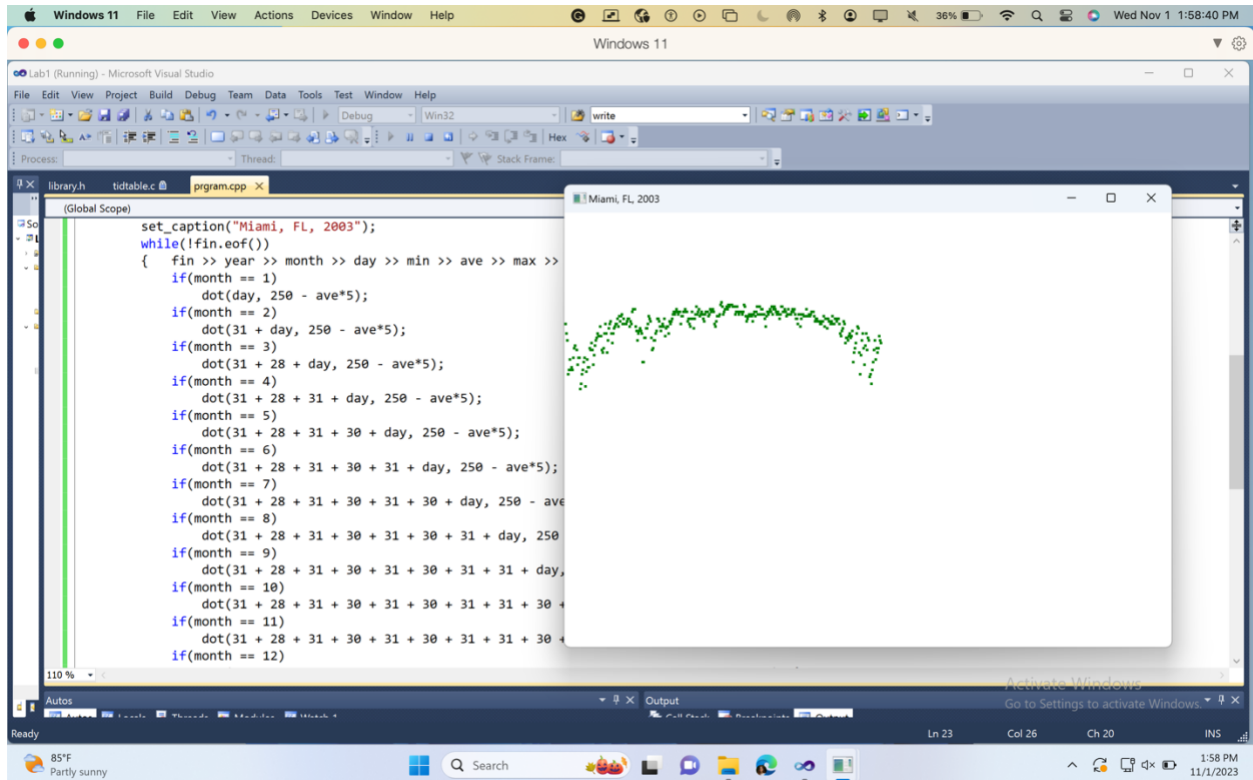 Windows 11 File Edit View Actions Devices Window Help 36% Wed Nov 1 1:58:40 PM
Windows 11
Lab1 (Running) - Microsoft Visual Studio
File Edit View Project Build Debug Team Data Tools Test Window Help
Debug Win32 write
Hex
Process: Thread: Stack Frame:
library.h tidtable.c prgram.cpp
(Global Scope)
Miami, FL, 2003
set_caption("Miami, FL, 2003");
while(!fin.eof())
{ fin >> year >> month >> day >> min >> ave >> max >>
if(month == 1)
dot(day, 250 - ave*5);
if(month == 2)
dot(31 + day, 250 - ave*5);
if(month == 3)
dot(31 + 28 + day, 250 - ave*5);
if(month == 4)
dot(31 + 28 + 31 + day, 250 - ave*5);
if(month == 5)
dot(31 + 28 + 31 + 30 + day, 250 - ave*5);
if(month == 6)
dot(31 + 28 + 31 + 30 + 31 + day, 250 - ave*5);
if(month == 7)
dot(31 + 28 + 31 + 30 + 31 + 30 + day, 250 - ave
if(month == 8)
dot(31 + 28 + 31 + 30 + 31 + 30 + 31 + day, 250
if(month == 9)
dot(31 + 28 + 31 + 30 + 31 + 30 + 31 + 31 + day,
if(month == 10)
dot(31 + 28 + 31 + 30 + 31 + 30 + 31 + 31 + 30 +
if(month == 11)
dot(31 + 28 + 31 + 30 + 31 + 30 + 31 + 31 + 30 +
if(month == 12)
110 %
Activate Windows
Go to Settings to activate Windows.
Autos Output
Autos Locals Threads Modules Watch 1 Call Stack Breakpoints Output
Ready Ln 23 Col 26 Ch 20 INS
85°F
Partly sunny
Search
1:58 PM
11/1/2023